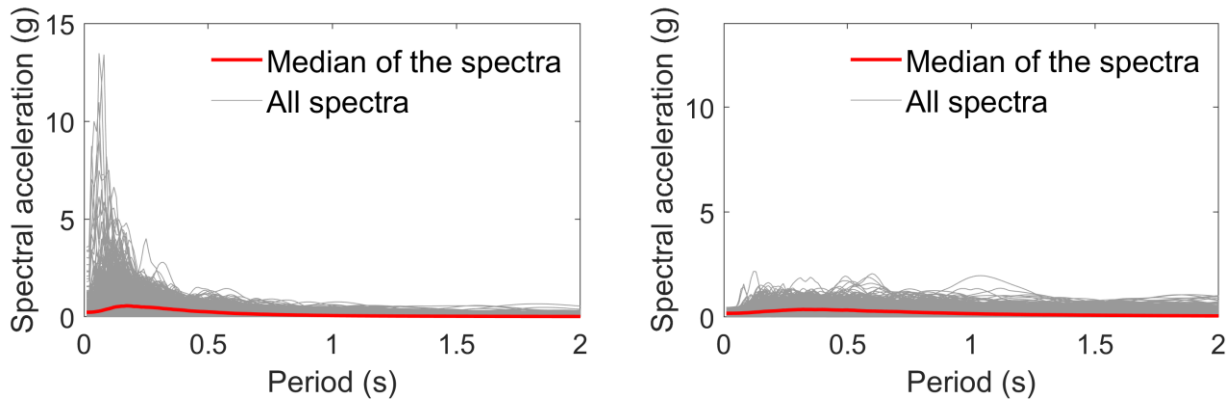 Spectral acceleration (g)
15
10
5
0
Median of the spectra
All spectra
0 0.5 1 1.5 2
Period (s)
Spectral acceleration (g)
10
5
0
Median of the spectra
All spectra
0 0.5 1 1.5 2
Period (s)